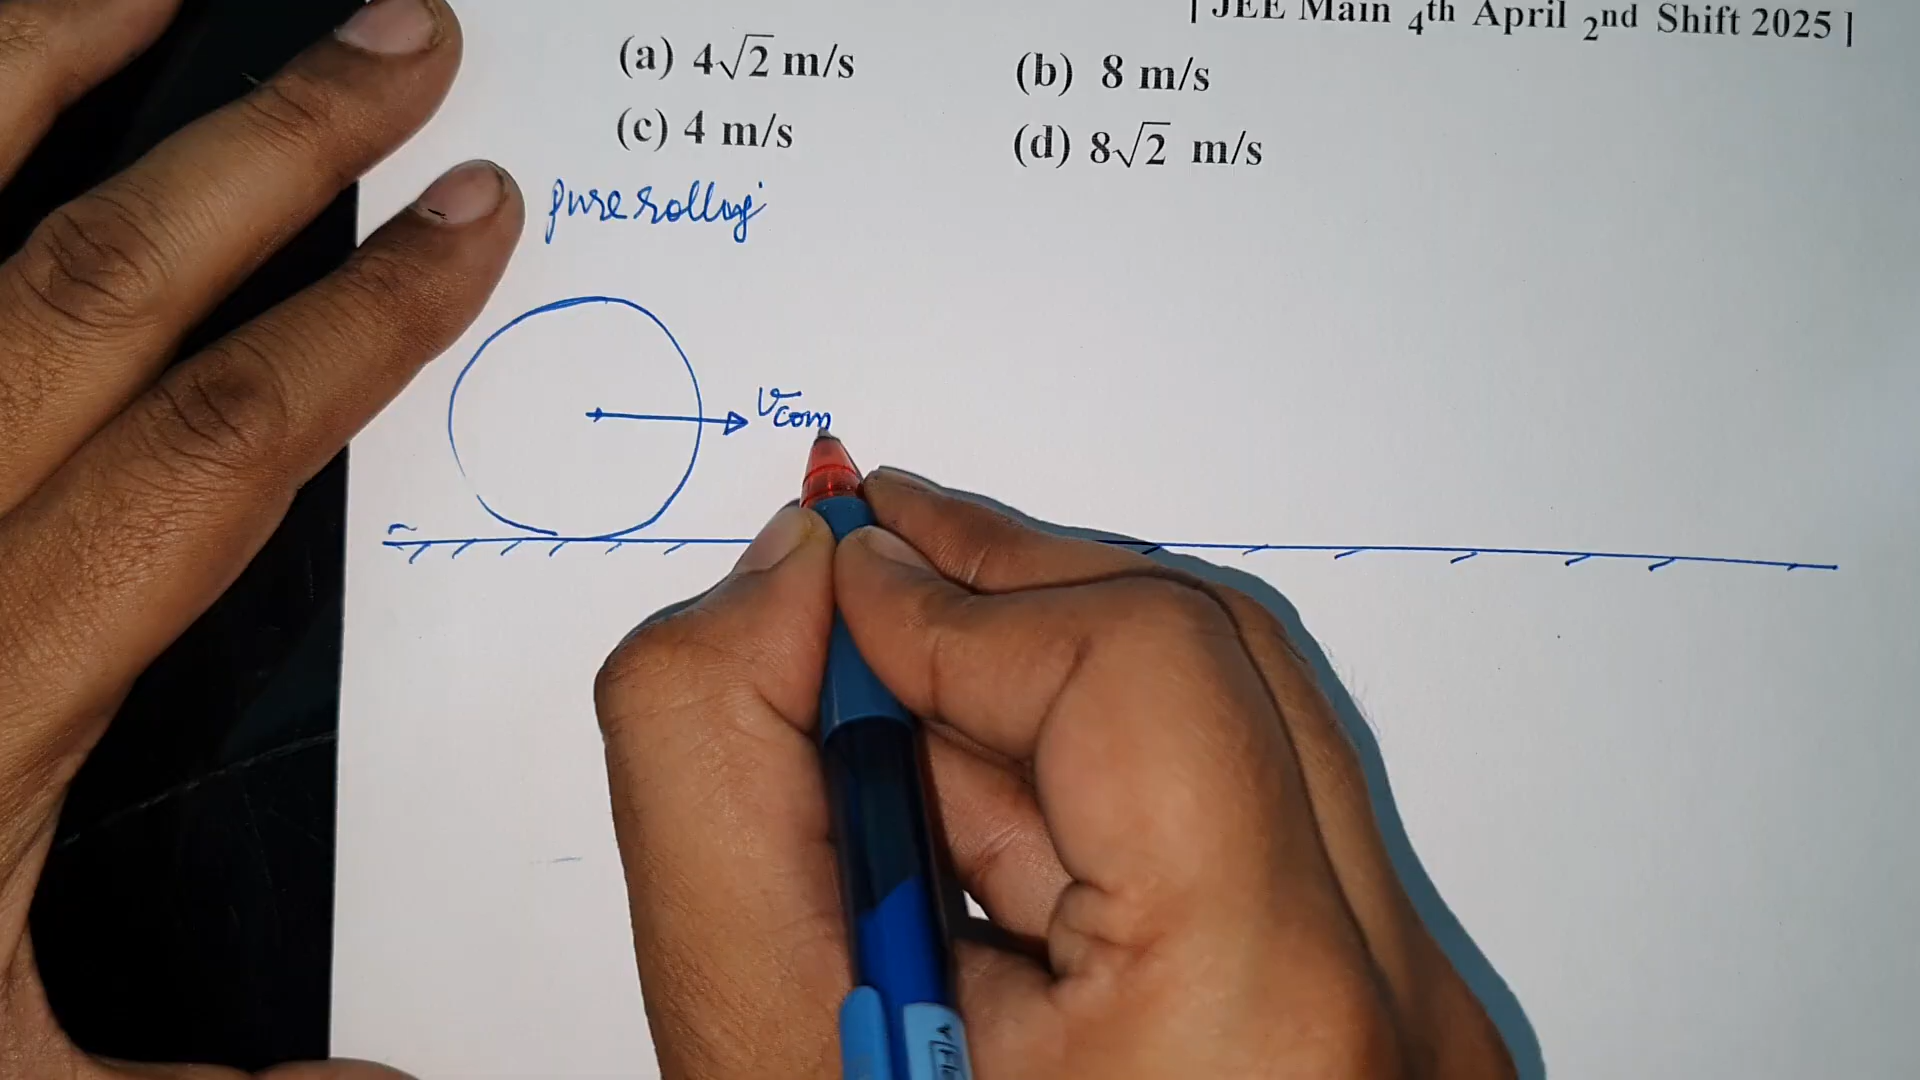 [ JEE Main 4th April 2nd Shift 2025 ]
(a) 4√2 m/s (b) 8 m/s
(c) 4 m/s (d) 8√2 m/s
pure rolling
Vcom